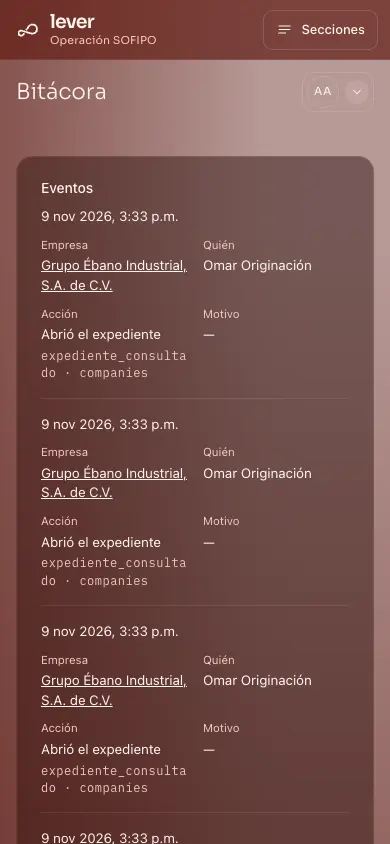 lever
Operación SOFIPO
Secciones
Bitácora
AA
Eventos
9 nov 2026, 3:33 p.m.
Empresa
Quién
Grupo Ébano Industrial,
S.A. de C.V.
Omar Originación
Acción
Motivo
Abrió el expediente
—
expediente_consulta
do · companies
9 nov 2026, 3:33 p.m.
Empresa
Quién
Grupo Ébano Industrial,
S.A. de C.V.
Omar Originación
Acción
Motivo
Abrió el expediente
—
expediente_consulta
do · companies
9 nov 2026, 3:33 p.m.
Empresa
Quién
Grupo Ébano Industrial,
S.A. de C.V.
Omar Originación
Acción
Motivo
Abrió el expediente
—
expediente_consulta
do · companies
9 nov 2026, 3:33 p.m.